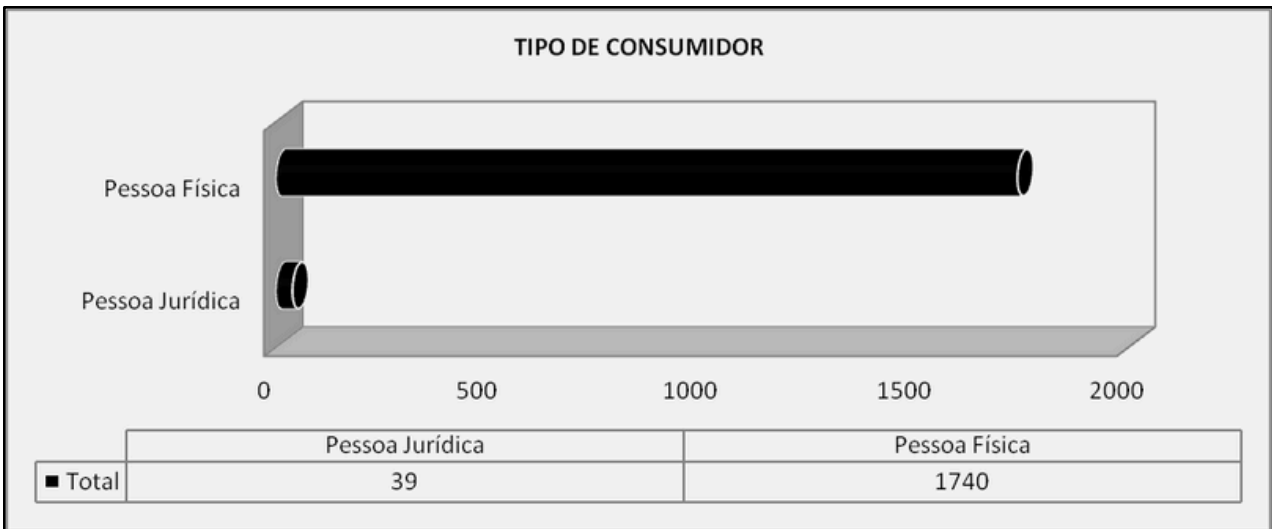 TIPO DE CONSUMIDOR
Pessoa Física
Pessoa Jurídica
0 500 1000 1500 2000
Pessoa Jurídica Pessoa Física
Total 39 1740